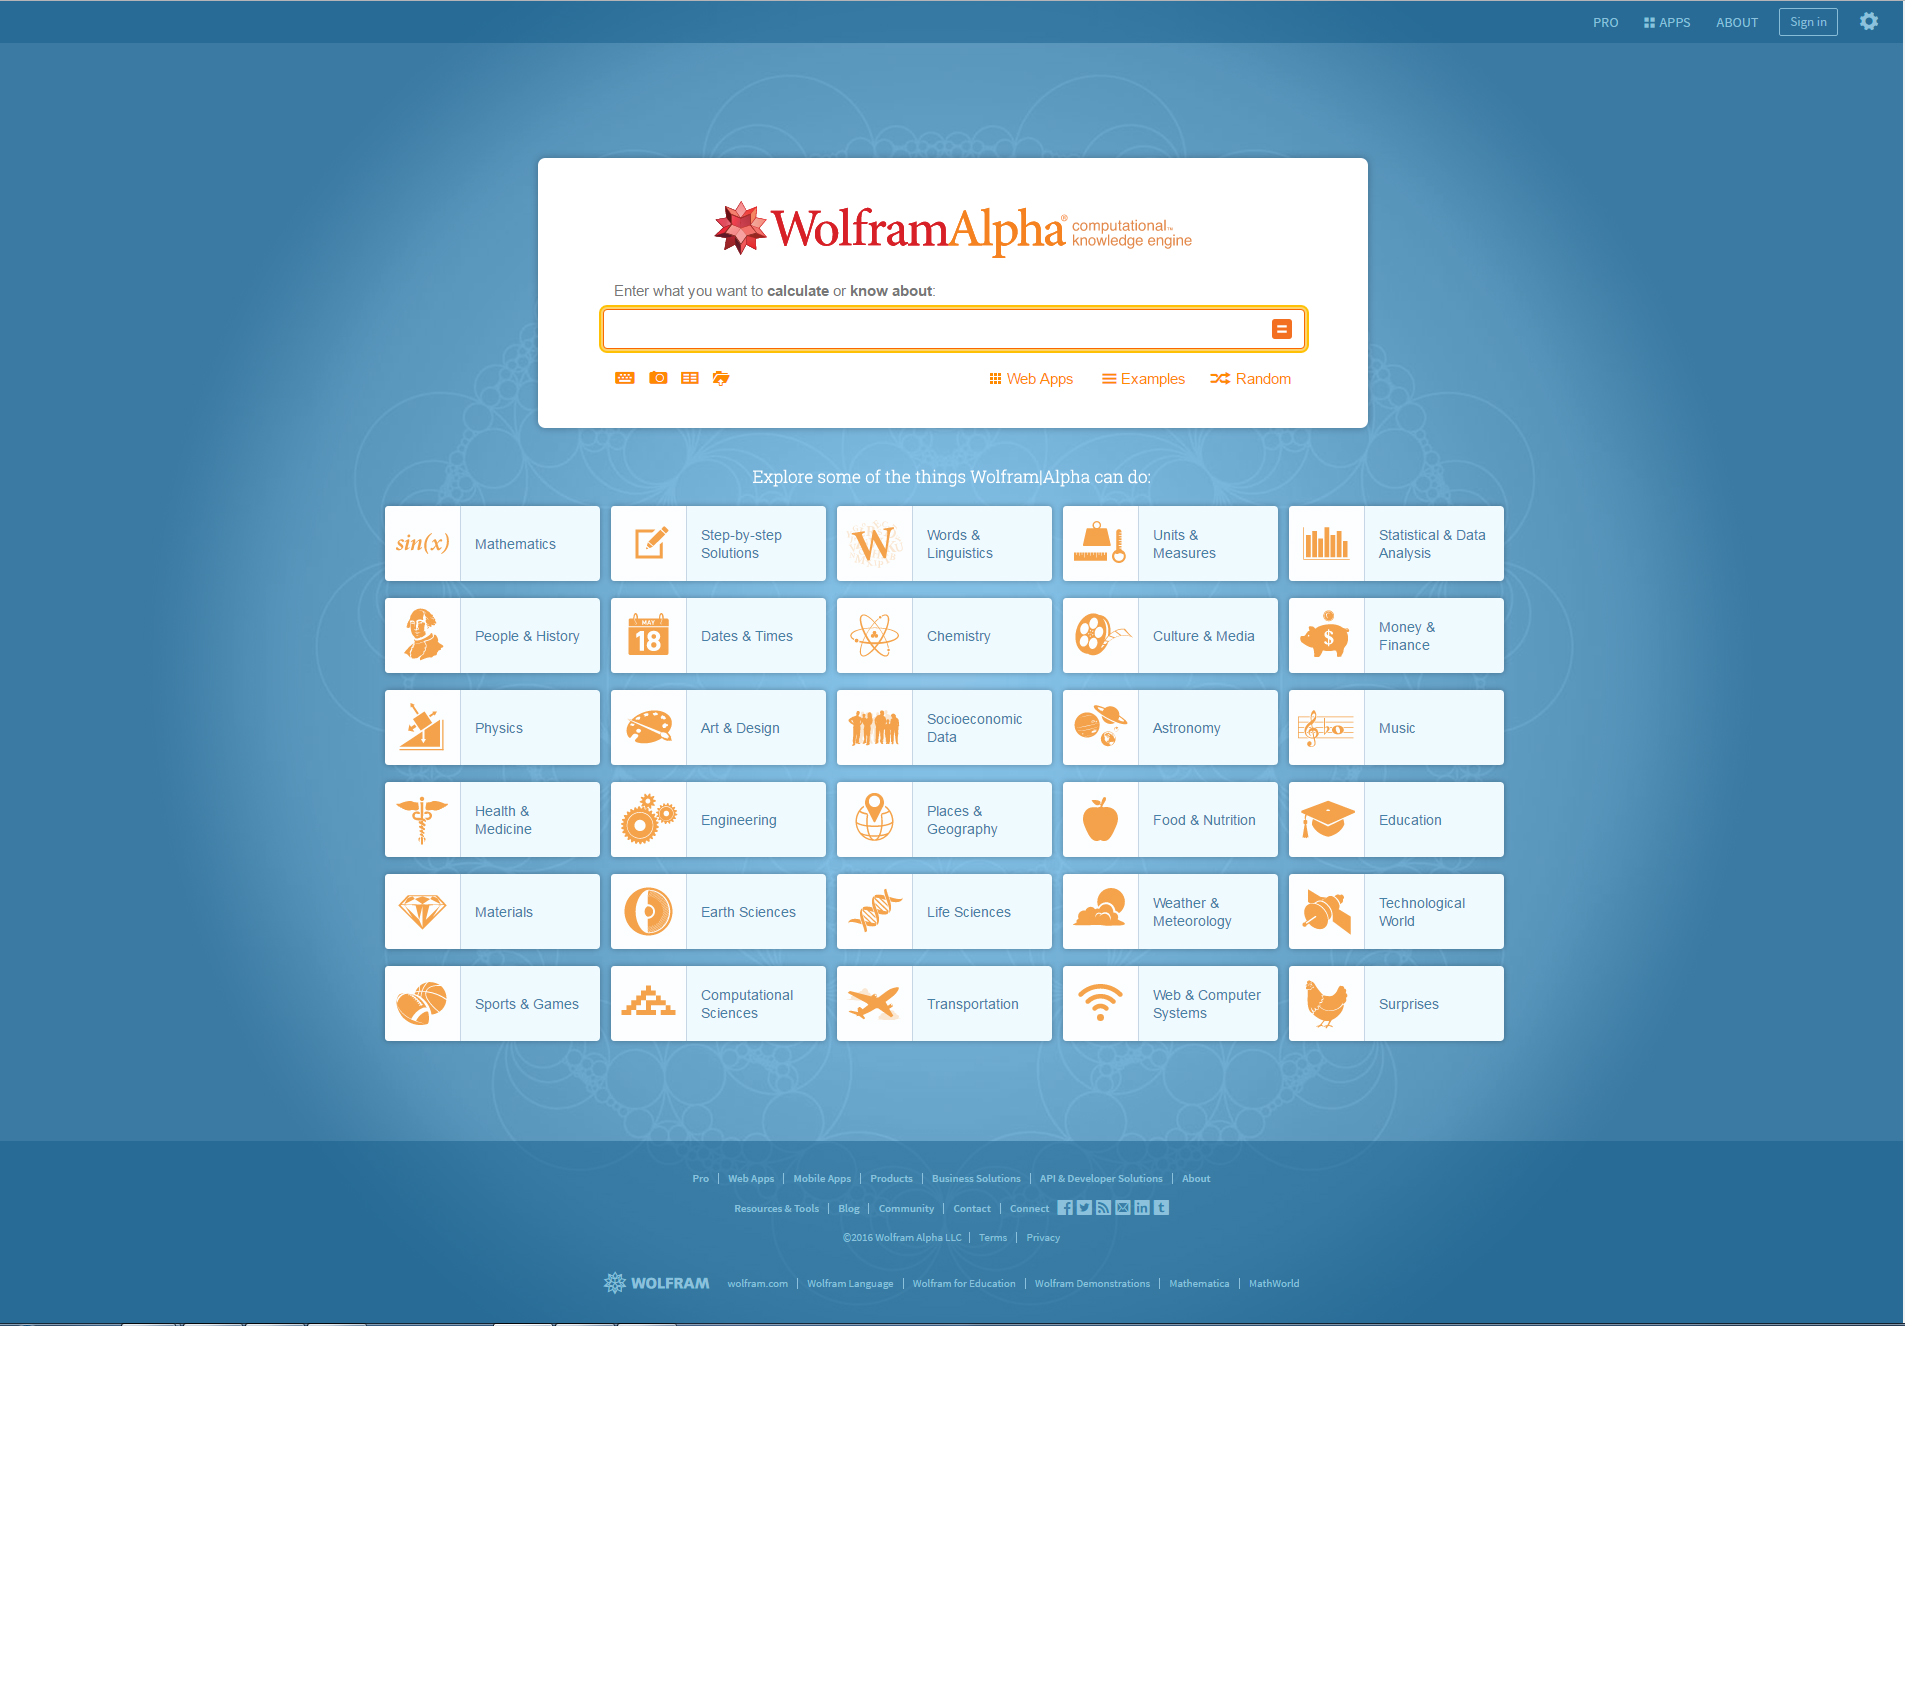 PRO APPS ABOUT Sign in
WolframAlpha® computational™
knowledge engine
Enter what you want to calculate or know about:
Web Apps Examples Random
Explore some of the things Wolfram|Alpha can do:
sin(x) Mathematics
Step-by-step
Solutions
W Words &
Linguistics
Units &
Measures
Statistical & Data
Analysis
People & History
MAY
18
Dates & Times
Chemistry
Culture & Media
$
Money &
Finance
Physics
Art & Design
Socioeconomic
Data
Astronomy
Music
Health &
Medicine
Engineering
Places &
Geography
Food & Nutrition
Education
Materials
Earth Sciences
Life Sciences
Weather &
Meteorology
Technological
World
Sports & Games
Computational
Sciences
Transportation
Web & Computer
Systems
Surprises
Pro | Web Apps | Mobile Apps | Products | Business Solutions | API & Developer Solutions | About
Resources & Tools | Blog | Community | Contact | Connect
©2016 Wolfram Alpha LLC | Terms | Privacy
WOLFRAM wolfram.com | Wolfram Language | Wolfram for Education | Wolfram Demonstrations | Mathematica | MathWorld